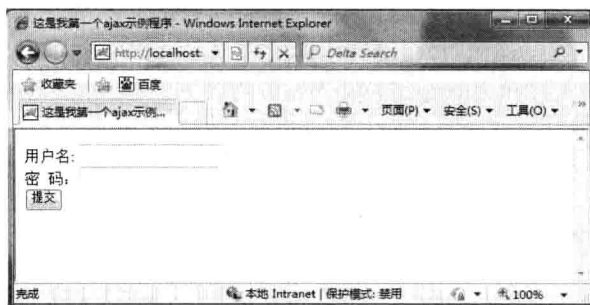 这是我第一个ajax示例程序 - Windows Internet Explorer
http://localhost: Delta Search
收藏夹 百度
这是我第一个ajax示例... 页面(P) 安全(S) 工具(O)
用户名:
密 码:
提交
完成 本地 Intranet | 保护模式: 禁用 100%